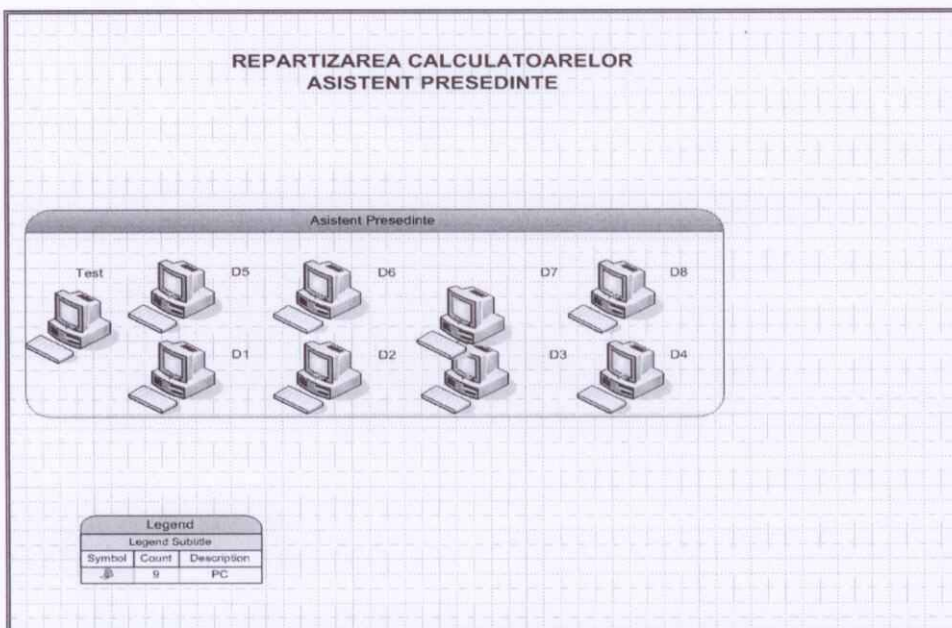 REPARTIZAREA CALCULATOARELOR
ASISTENT PRESEDINTE
Asistent Presedinte
Test
D5
D6
D7
D8
D1
D2
D3
D4
Legend
Legend Subtitle
Symbol Count Description
9 PC